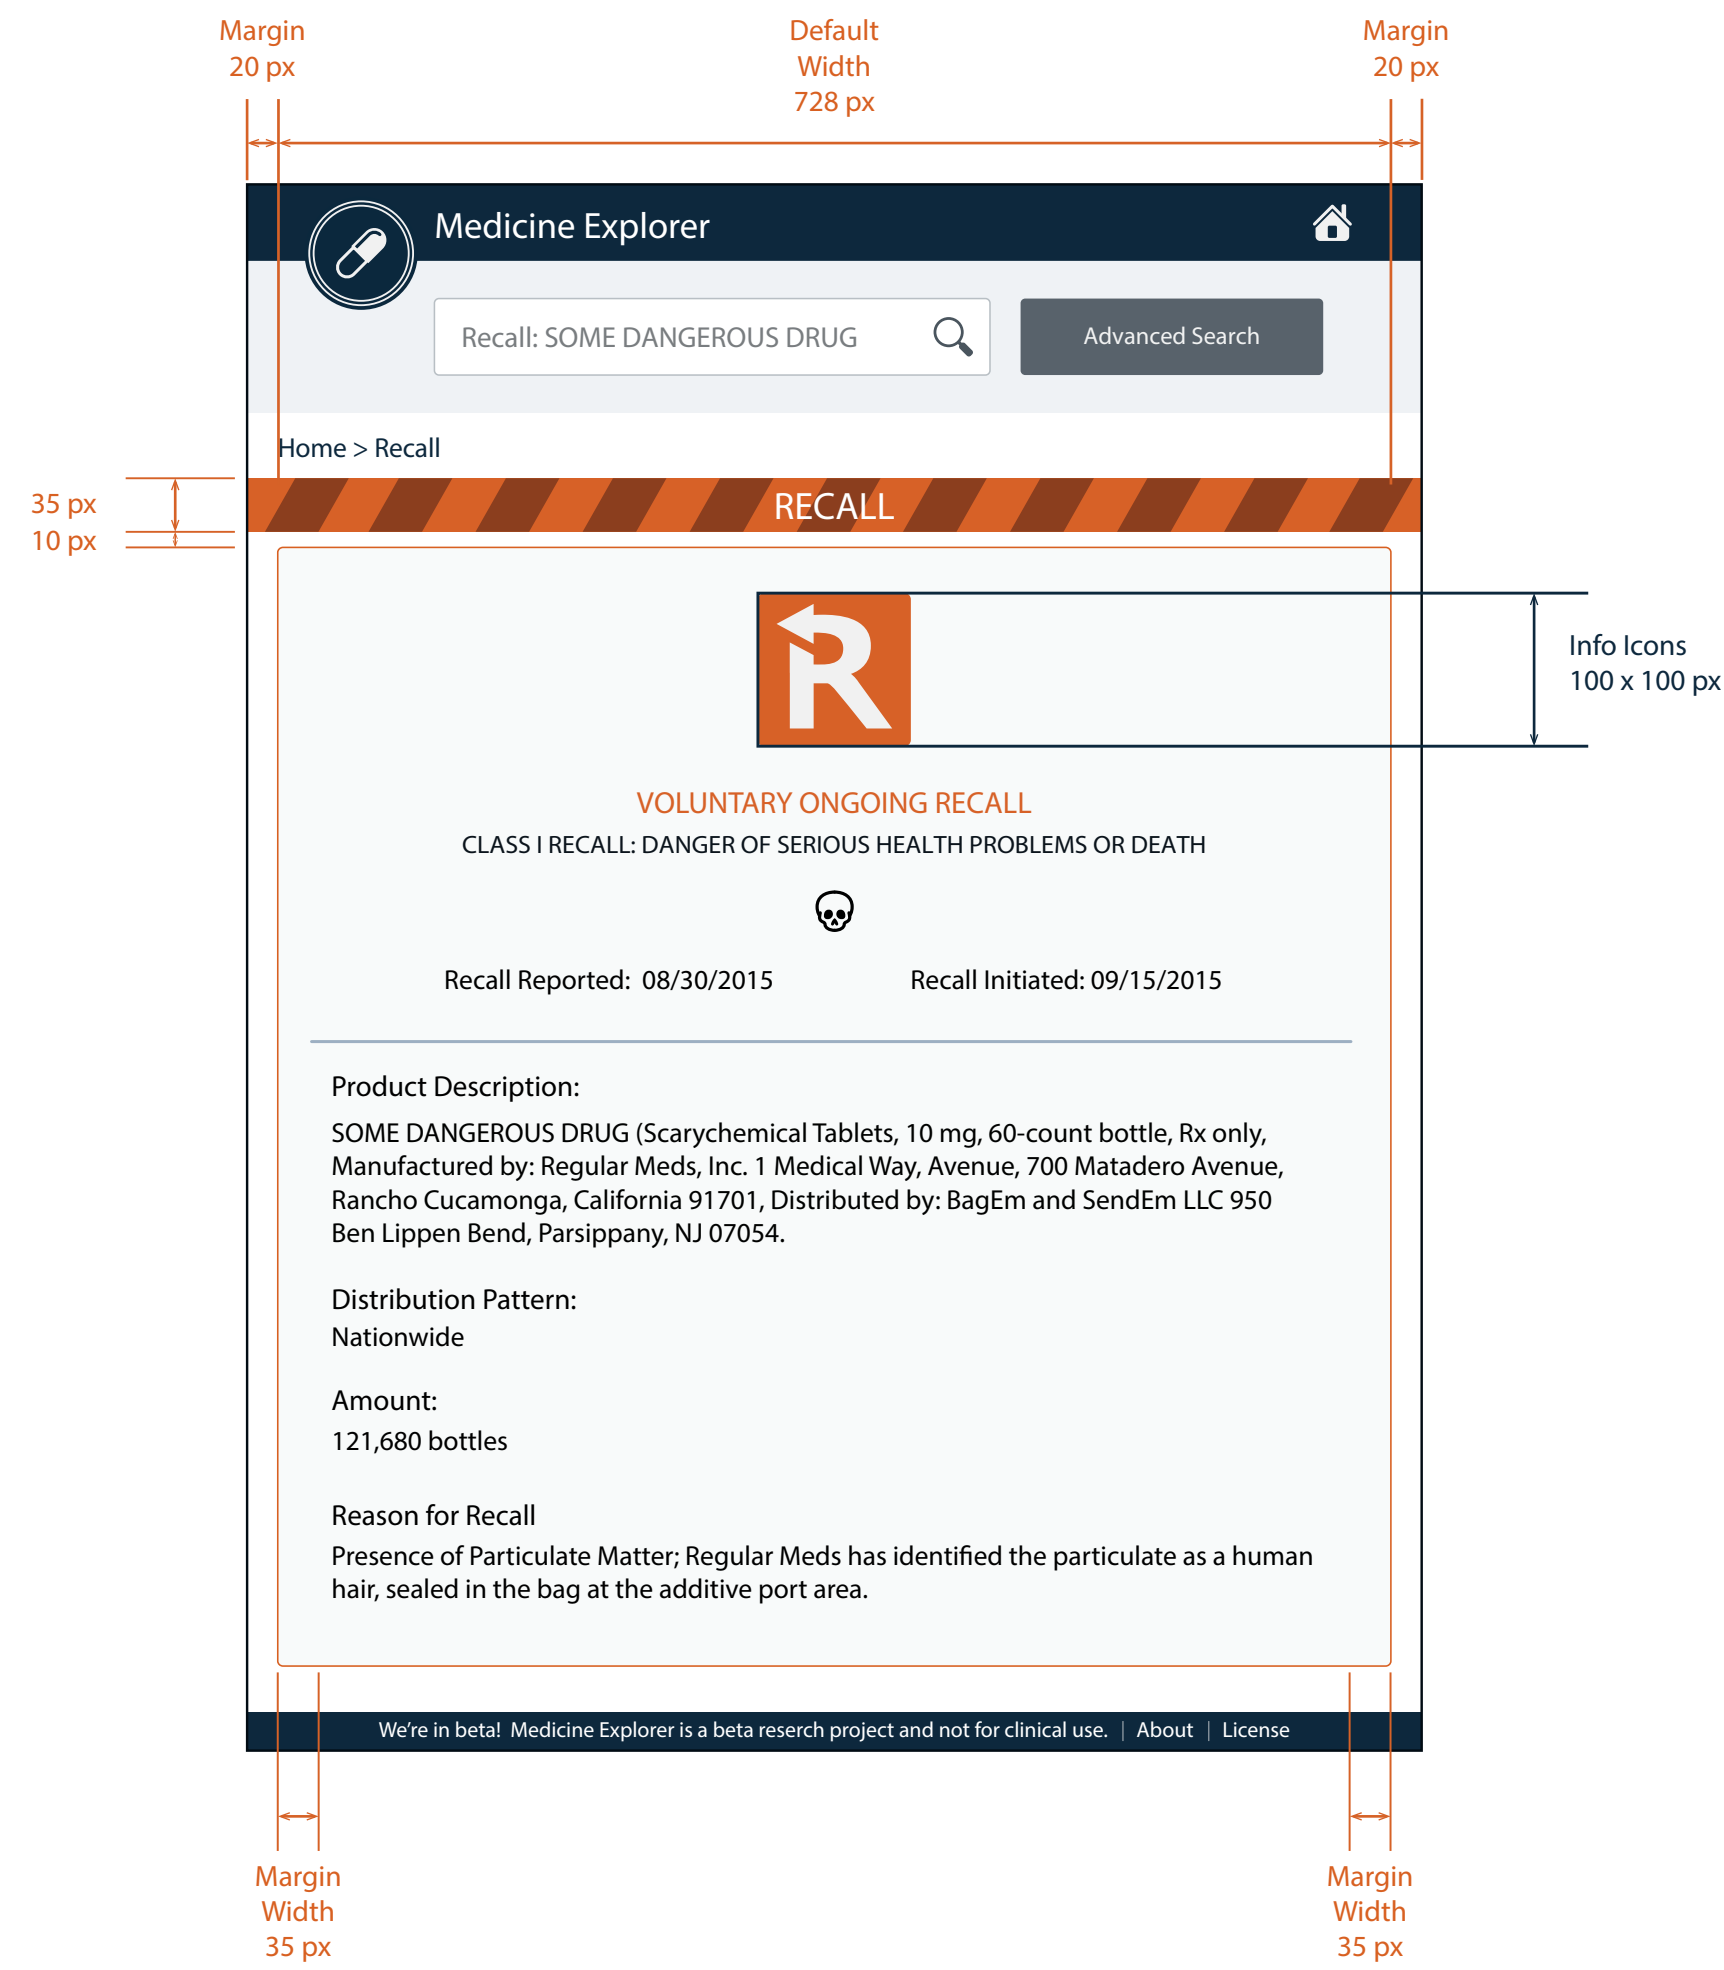 Margin
20 px
Default
Width
728 px
Margin
20 px
Medicine Explorer
Recall: SOME DANGEROUS DRUG
Advanced Search
Home > Recall
35 px
10 px
RECALL
R
Info Icons
100 x 100 px
VOLUNTARY ONGOING RECALL
CLASS I RECALL: DANGER OF SERIOUS HEALTH PROBLEMS OR DEATH
Recall Reported: 08/30/2015
Recall Initiated: 09/15/2015
Product Description:
SOME DANGEROUS DRUG (Scarychemical Tablets, 10 mg, 60-count bottle, Rx only,
Manufactured by: Regular Meds, Inc. 1 Medical Way, Avenue, 700 Matadero Avenue,
Rancho Cucamonga, California 91701, Distributed by: BagEm and SendEm LLC 950
Ben Lippen Bend, Parsippany, NJ 07054.
Distribution Pattern:
Nationwide
Amount:
121,680 bottles
Reason for Recall
Presence of Particulate Matter; Regular Meds has identified the particulate as a human
hair, sealed in the bag at the additive port area.
We're in beta! Medicine Explorer is a beta reserch project and not for clinical use. | About | License
Margin
Width
35 px
Margin
Width
35 px